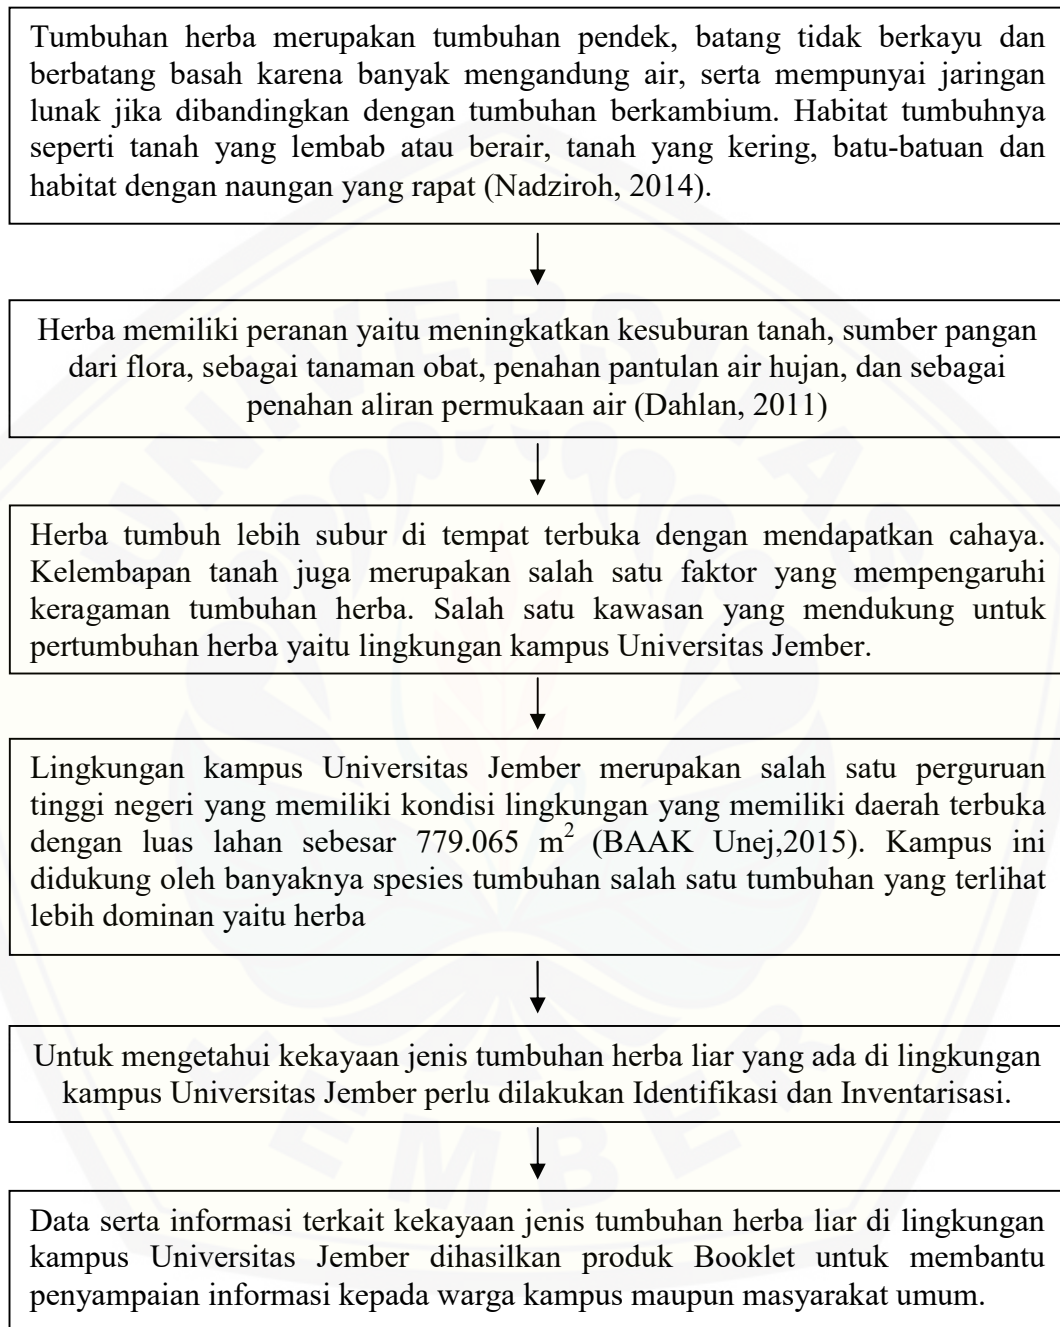 Tumbuhan herba merupakan tumbuhan pendek, batang tidak berkayu dan
berbatang basah karena banyak mengandung air, serta mempunyai jaringan
lunak jika dibandingkan dengan tumbuhan berkambium. Habitat tumbuhnya
seperti tanah yang lembab atau berair, tanah yang kering, batu-batuan dan
habitat dengan naungan yang rapat (Nadziroh, 2014).
Herba memiliki peranan yaitu meningkatkan kesuburan tanah, sumber pangan
dari flora, sebagai tanaman obat, penahan pantulan air hujan, dan sebagai
penahan aliran permukaan air (Dahlan, 2011)
Herba tumbuh lebih subur di tempat terbuka dengan mendapatkan cahaya.
Kelembapan tanah juga merupakan salah satu faktor yang mempengaruhi
keragaman tumbuhan herba. Salah satu kawasan yang mendukung untuk
pertumbuhan herba yaitu lingkungan kampus Universitas Jember.
Lingkungan kampus Universitas Jember merupakan salah satu perguruan
tinggi negeri yang memiliki kondisi lingkungan yang memiliki daerah terbuka
dengan luas lahan sebesar 779.065 m² (BAAK Unej,2015). Kampus ini
didukung oleh banyaknya spesies tumbuhan salah satu tumbuhan yang terlihat
lebih dominan yaitu herba
Untuk mengetahui kekayaan jenis tumbuhan herba liar yang ada di lingkungan
kampus Universitas Jember perlu dilakukan Identifikasi dan Inventarisasi.
Data serta informasi terkait kekayaan jenis tumbuhan herba liar di lingkungan
kampus Universitas Jember dihasilkan produk Booklet untuk membantu
penyampaian informasi kepada warga kampus maupun masyarakat umum.
UNIVERSITAS
JEMBER